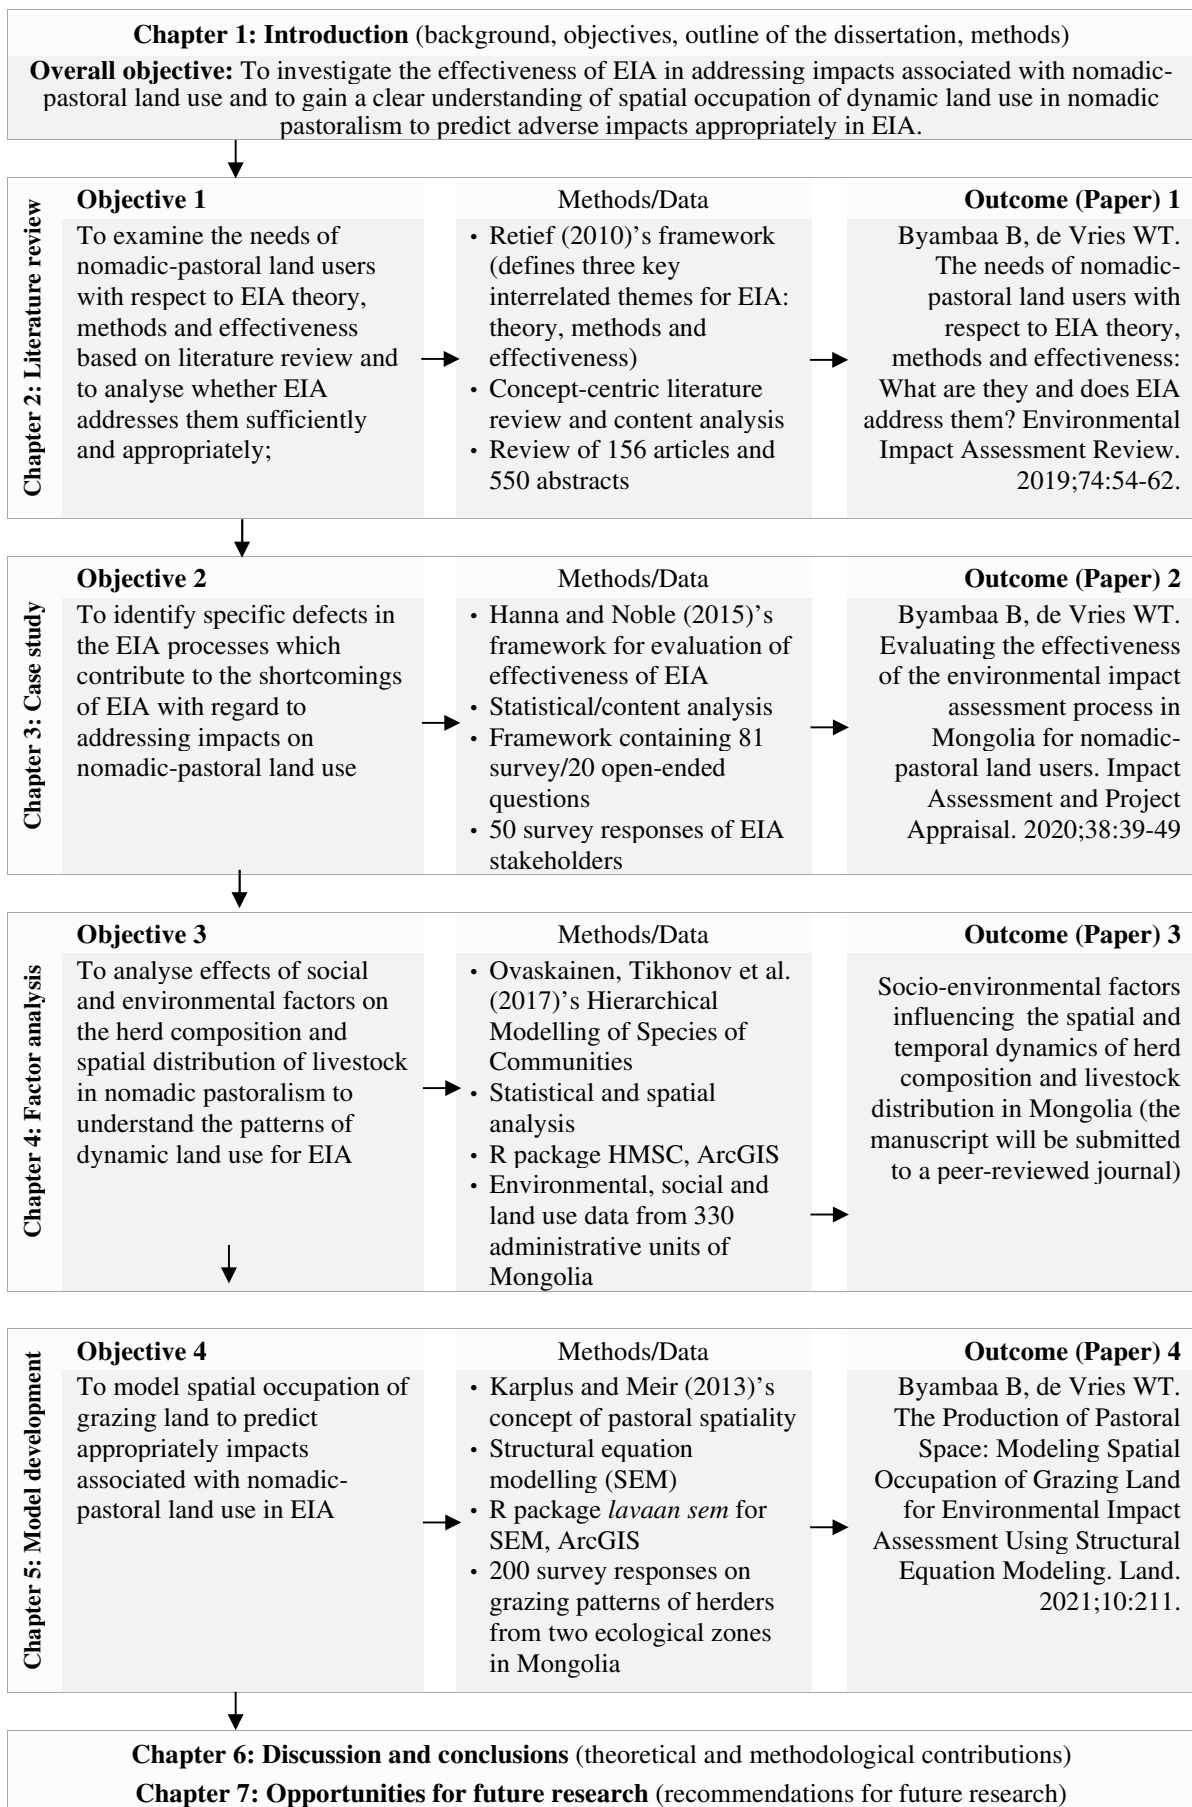 Chapter 1: Introduction (background, objectives, outline of the dissertation, methods)
Overall objective: To investigate the effectiveness of EIA in addressing impacts associated with nomadic-
pastoral land use and to gain a clear understanding of spatial occupation of dynamic land use in nomadic
pastoralism to predict adverse impacts appropriately in EIA.
Chapter 2: Literature review
Objective 1
To examine the needs of
nomadic-pastoral land users
with respect to EIA theory,
methods and effectiveness
based on literature review and
to analyse whether EIA
addresses them sufficiently
and appropriately;
Methods/Data
• Retief (2010)'s framework
(defines three key
interrelated themes for EIA:
theory, methods and
effectiveness)
• Concept-centric literature
review and content analysis
• Review of 156 articles and
550 abstracts
Outcome (Paper) 1
Byambaa B, de Vries WT.
The needs of nomadic-
pastoral land users with
respect to EIA theory,
methods and effectiveness:
What are they and does EIA
address them? Environmental
Impact Assessment Review.
2019;74:54-62.
Chapter 3: Case study
Objective 2
To identify specific defects in
the EIA processes which
contribute to the shortcomings
of EIA with regard to
addressing impacts on
nomadic-pastoral land use
Methods/Data
• Hanna and Noble (2015)'s
framework for evaluation of
effectiveness of EIA
• Statistical/content analysis
• Framework containing 81
survey/20 open-ended
questions
• 50 survey responses of EIA
stakeholders
Outcome (Paper) 2
Byambaa B, de Vries WT.
Evaluating the effectiveness
of the environmental impact
assessment process in
Mongolia for nomadic-
pastoral land users. Impact
Assessment and Project
Appraisal. 2020;38:39-49
Chapter 4: Factor analysis
Objective 3
To analyse effects of social
and environmental factors on
the herd composition and
spatial distribution of livestock
in nomadic pastoralism to
understand the patterns of
dynamic land use for EIA
Methods/Data
• Ovaskainen, Tikhonov et al.
(2017)'s Hierarchical
Modelling of Species of
Communities
• Statistical and spatial
analysis
• R package HMSC, ArcGIS
• Environmental, social and
land use data from 330
administrative units of
Mongolia
Outcome (Paper) 3
Socio-environmental factors
influencing the spatial and
temporal dynamics of herd
composition and livestock
distribution in Mongolia (the
manuscript will be submitted
to a peer-reviewed journal)
Chapter 5: Model development
Objective 4
To model spatial occupation of
grazing land to predict
appropriately impacts
associated with nomadic-
pastoral land use in EIA
Methods/Data
• Karplus and Meir (2013)'s
concept of pastoral spatiality
• Structural equation
modelling (SEM)
• R package lavaan sem for
SEM, ArcGIS
• 200 survey responses on
grazing patterns of herders
from two ecological zones
in Mongolia
Outcome (Paper) 4
Byambaa B, de Vries WT.
The Production of Pastoral
Space: Modeling Spatial
Occupation of Grazing Land
for Environmental Impact
Assessment Using Structural
Equation Modeling. Land.
2021;10:211.
Chapter 6: Discussion and conclusions (theoretical and methodological contributions)
Chapter 7: Opportunities for future research (recommendations for future research)